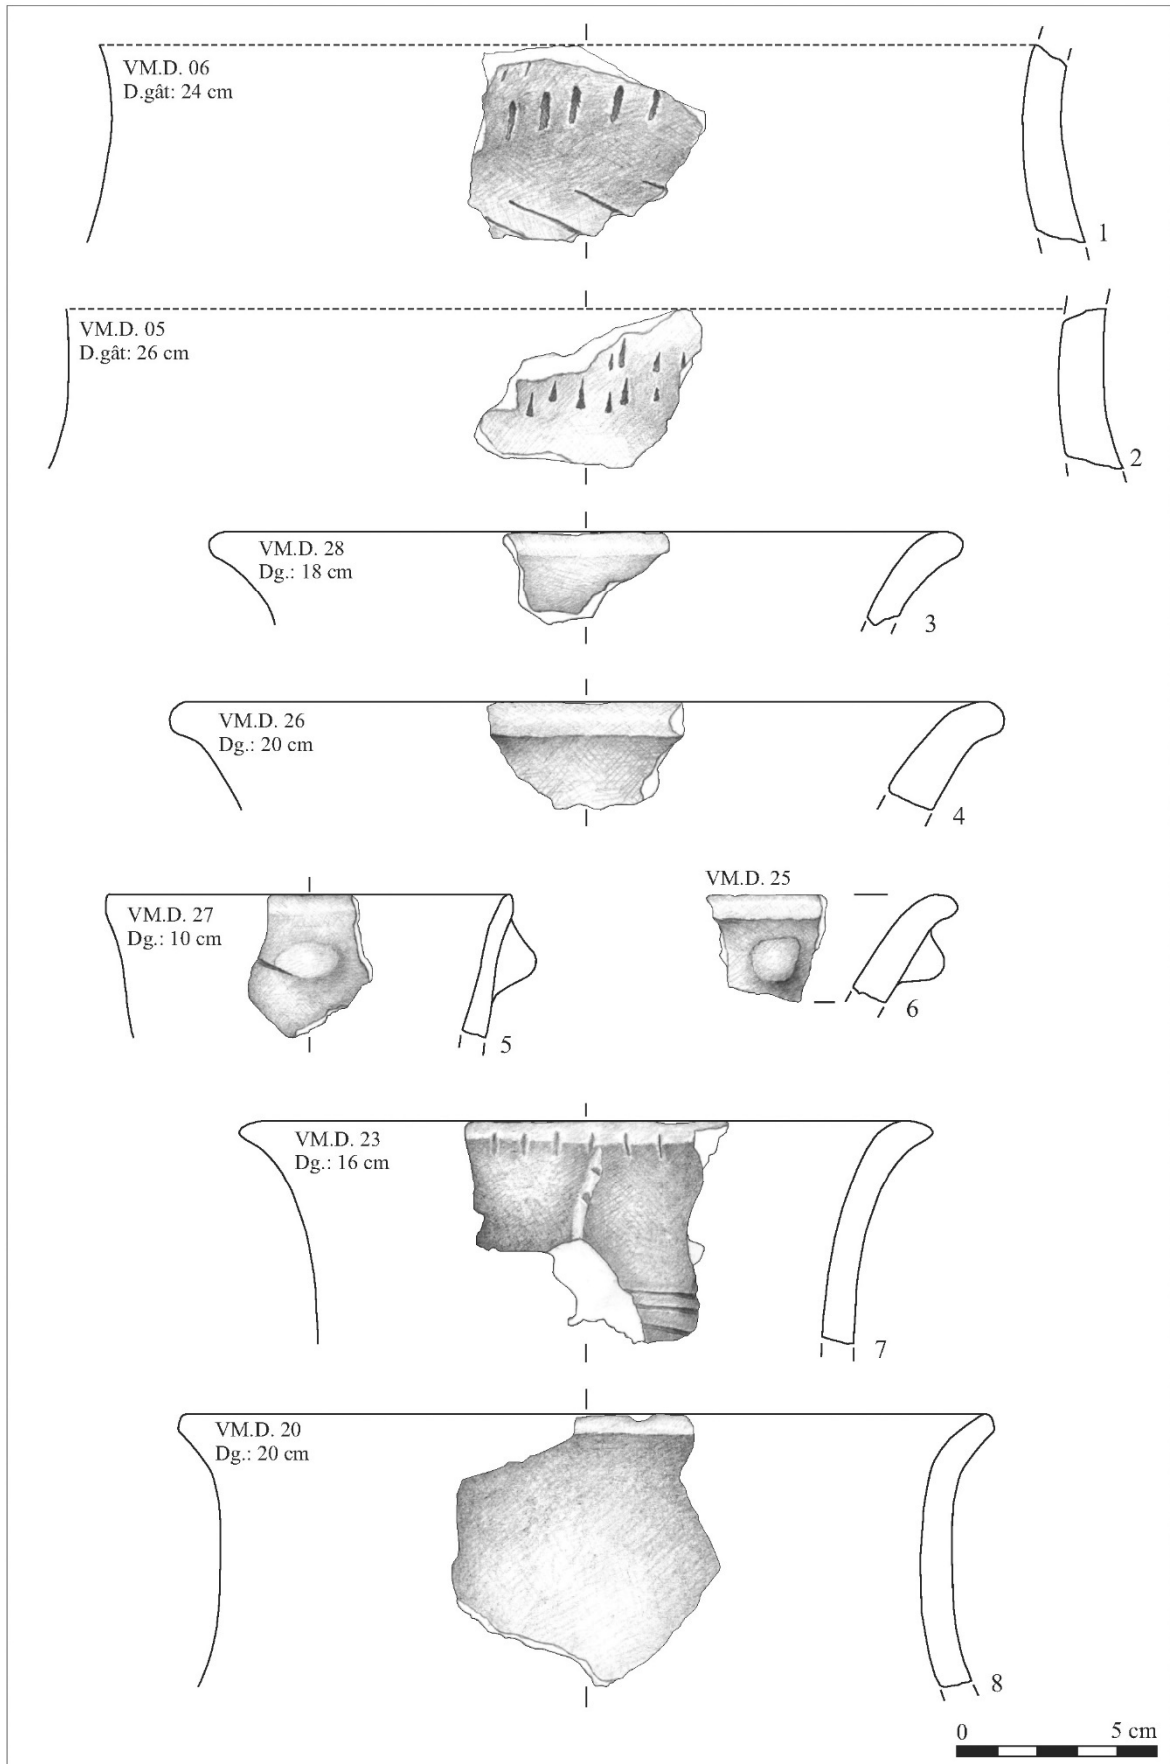 VM.D. 06
D.gât: 24 cm
1
VM.D. 05
D.gât: 26 cm
2
VM.D. 28
Dg.: 18 cm
3
VM.D. 26
Dg.: 20 cm
4
VM.D. 27
Dg.: 10 cm
5
VM.D. 25
6
VM.D. 23
Dg.: 16 cm
7
VM.D. 20
Dg.: 20 cm
8
0 5 cm